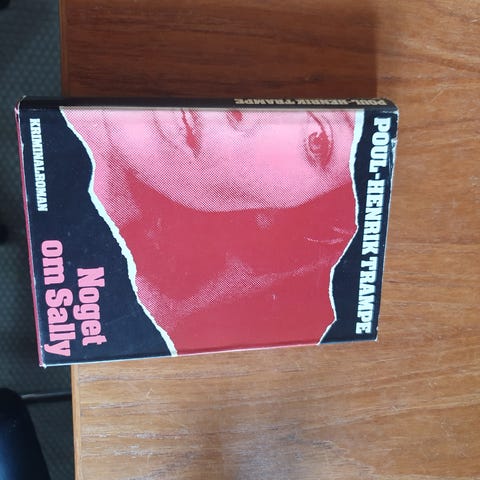 POUL-HENRIK TRAMPE
POUL-HENRIK TRAMPE
Noget
om Sally
KRIMINALROMAN